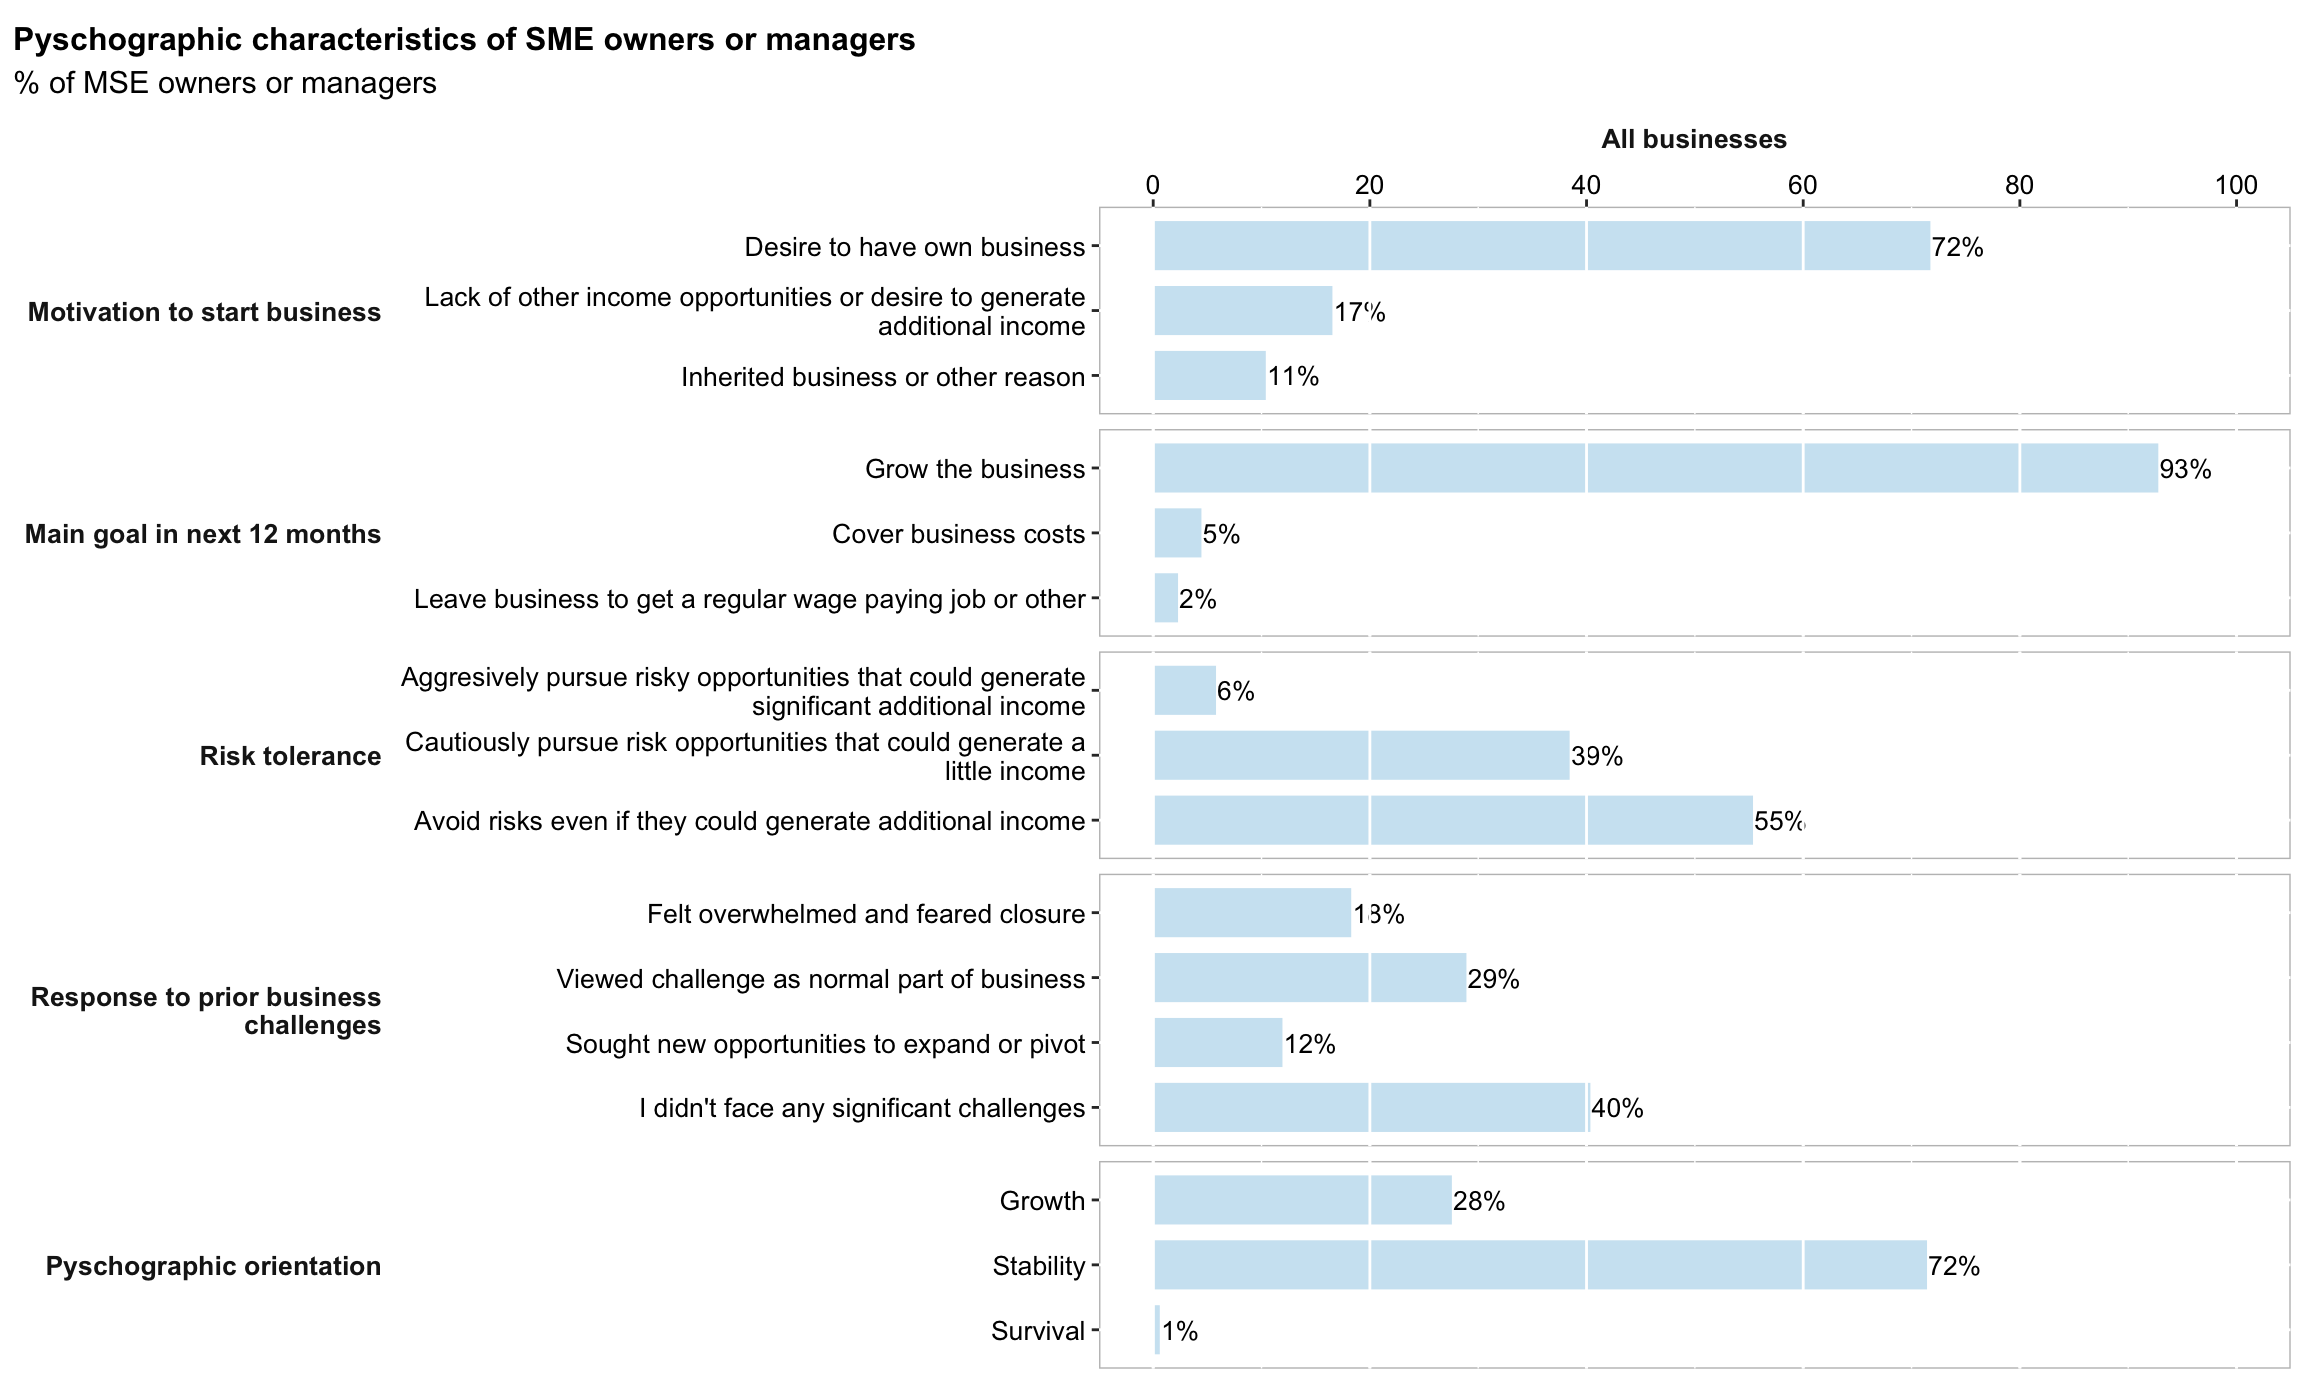 Pyschographic characteristics of SME owners or managers
% of MSE owners or managers
All businesses
0 20 40 60 80 100
Motivation to start business
Desire to have own business
72%
Lack of other income opportunities or desire to generate
additional income
17%
Inherited business or other reason
11%
Main goal in next 12 months
Grow the business
93%
Cover business costs
5%
Leave business to get a regular wage paying job or other
2%
Risk tolerance
Aggresively pursue risky opportunities that could generate
significant additional income
6%
Cautiously pursue risk opportunities that could generate a
little income
39%
Avoid risks even if they could generate additional income
55%
Response to prior business
challenges
Felt overwhelmed and feared closure
18%
Viewed challenge as normal part of business
29%
Sought new opportunities to expand or pivot
12%
I didn't face any significant challenges
40%
Pyschographic orientation
Growth
28%
Stability
72%
Survival
1%